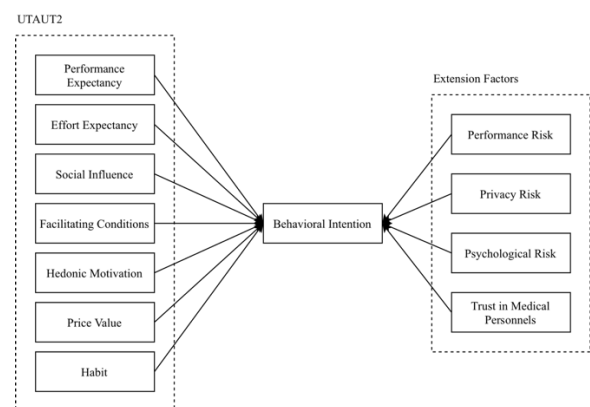 UTAUT2
Performance
Expectancy
Effort Expectancy
Social Influence
Facilitating Conditions
Hedonic Motivation
Price Value
Habit
Behavioral Intention
Extension Factors
Performance Risk
Privacy Risk
Psychological Risk
Trust in Medical
Personnels